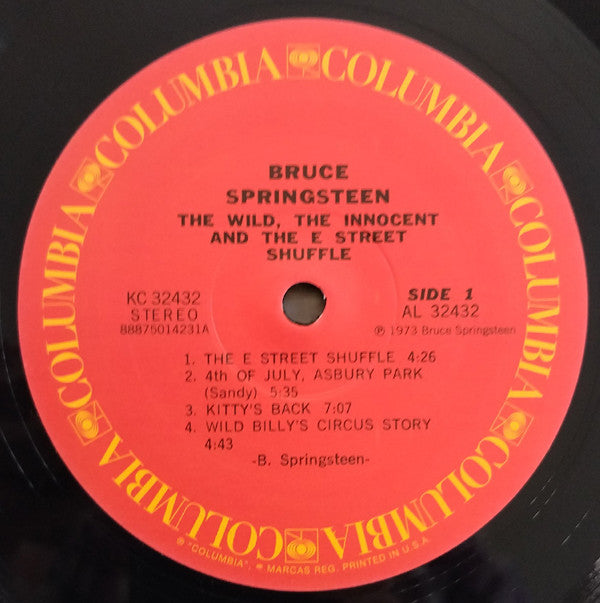 COLUMBIA COLUMBIA COLUMBIA COLUMBIA COLUMBIA COLUMBIA
BRUCE
SPRINGSTEEN
THE WILD, THE INNOCENT
AND THE E STREET
SHUFFLE
KC 32432
STEREO
88875014231A
SIDE 1
AL 32432
℗ 1973 Bruce Springsteen
1. THE E STREET SHUFFLE 4:26
2. 4th OF JULY, ASBURY PARK
(Sandy) 5:35
3. KITTY'S BACK 7:07
4. WILD BILLY'S CIRCUS STORY
4:43
-B. Springsteen-
® "COLUMBIA", ® MARCAS REG. PRINTED IN U.S.A.